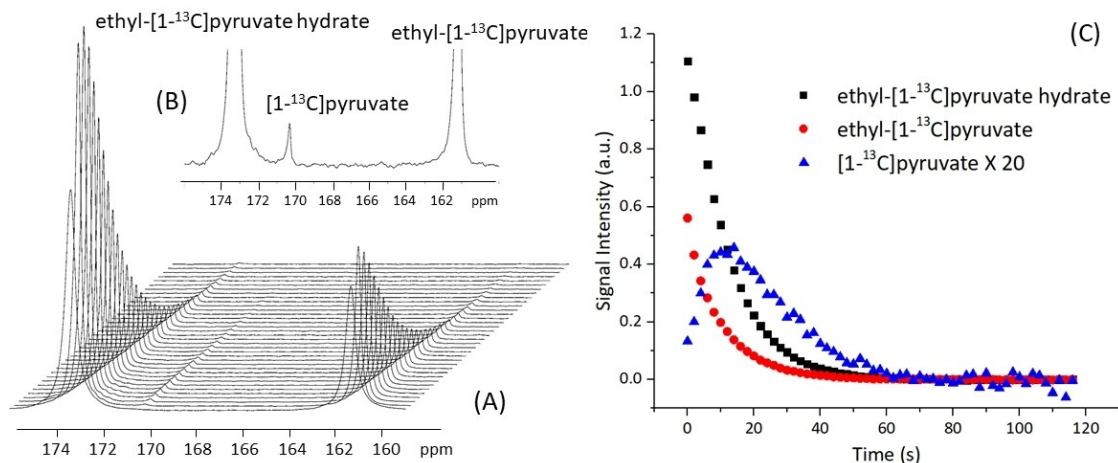 ethyl-[1-¹³C]pyruvate hydrate
ethyl-[1-¹³C]pyruvate
(B)
[1-¹³C]pyruvate
174 172 170 168 166 164 162 ppm
(A)
174 172 170 168 166 164 162 160 ppm
(C)
Signal Intensity (a.u.)
1.2
1.0
0.8
0.6
0.4
0.2
0.0
ethyl-[1-¹³C]pyruvate hydrate
ethyl-[1-¹³C]pyruvate
[1-¹³C]pyruvate X 20
0 20 40 60 80 100 120
Time (s)